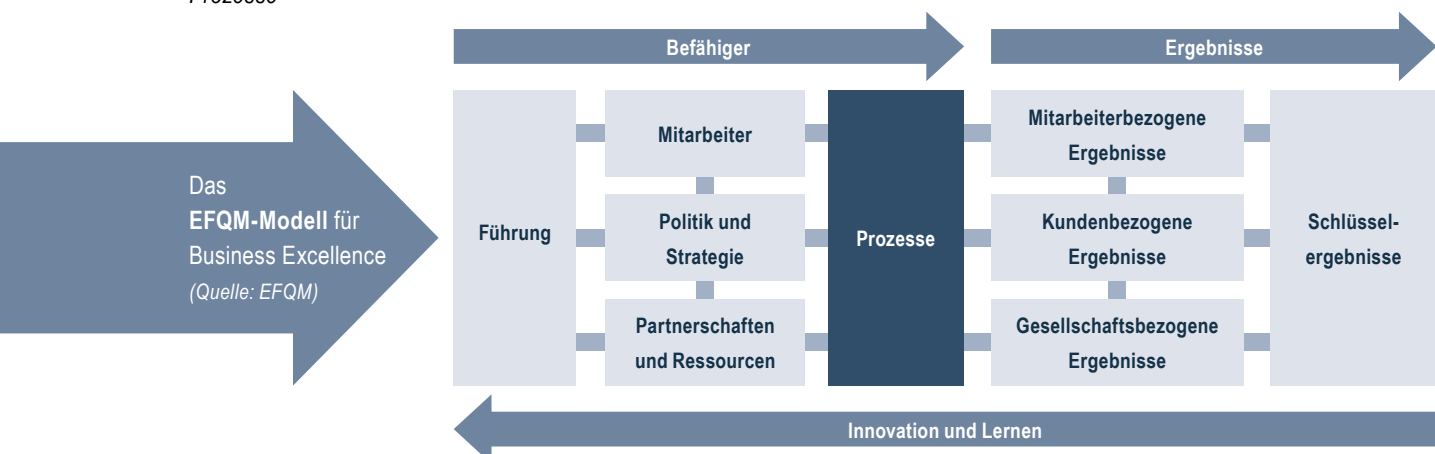 Befähiger
Ergebnisse
Das
EFQM-Modell für
Business Excellence
(Quelle: EFQM)
Führung
Mitarbeiter
Politik und
Strategie
Partnerschaften
und Ressourcen
Prozesse
Mitarbeiterbezogene
Ergebnisse
Kundenbezogene
Ergebnisse
Gesellschaftsbezogene
Ergebnisse
Schlüssel-
ergebnisse
Innovation und Lernen